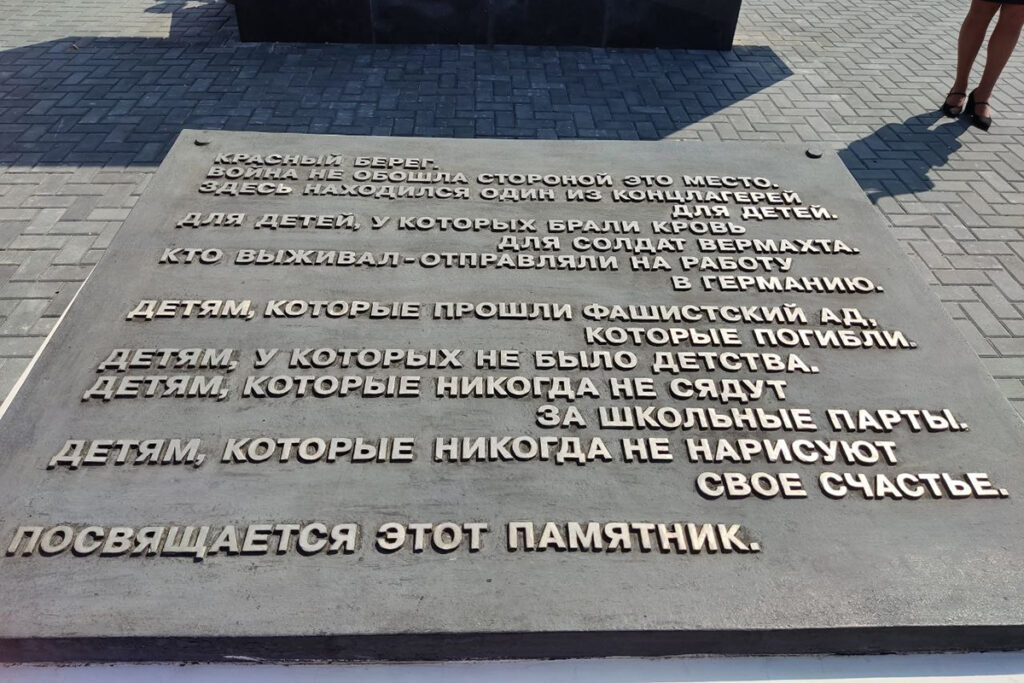 КРАСНЫЙ БЕРЕГ.
ВОЙНА НЕ ОБОШЛА СТОРОНОЙ ЭТО МЕСТО.
ЗДЕСЬ НАХОДИЛСЯ ОДИН ИЗ КОНЦЛАГЕРЕЙ
ДЛЯ ДЕТЕЙ.
ДЛЯ ДЕТЕЙ, У КОТОРЫХ БРАЛИ КРОВЬ
ДЛЯ СОЛДАТ ВЕРМАХТА.
КТО ВЫЖИВАЛ-ОТПРАВЛЯЛИ НА РАБОТУ
В ГЕРМАНИЮ.
ДЕТЯМ, КОТОРЫЕ ПРОШЛИ ФАШИСТСКИЙ АД,
КОТОРЫЕ ПОГИБЛИ.
ДЕТЯМ, У КОТОРЫХ НЕ БЫЛО ДЕТСТВА.
ДЕТЯМ, КОТОРЫЕ НИКОГДА НЕ СЯДУТ
ЗА ШКОЛЬНЫЕ ПАРТЫ.
ДЕТЯМ, КОТОРЫЕ НИКОГДА НЕ НАРИСУЮТ
СВОЕ СЧАСТЬЕ.
ПОСВЯЩАЕТСЯ ЭТОТ ПАМЯТНИК.